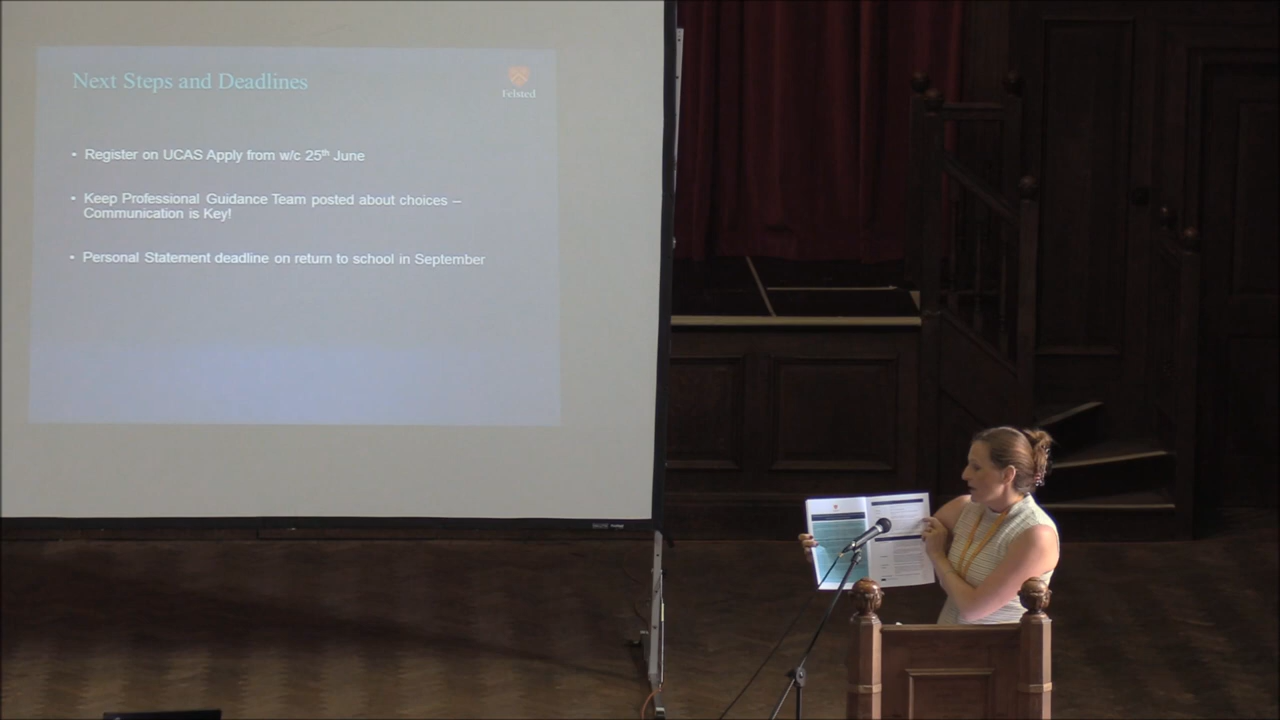 Next Steps and Deadlines
Felsted
• Register on UCAS Apply from w/c 25th June
• Keep Professional Guidance Team posted about choices –
Communication is Key!
• Personal Statement deadline on return to school in September